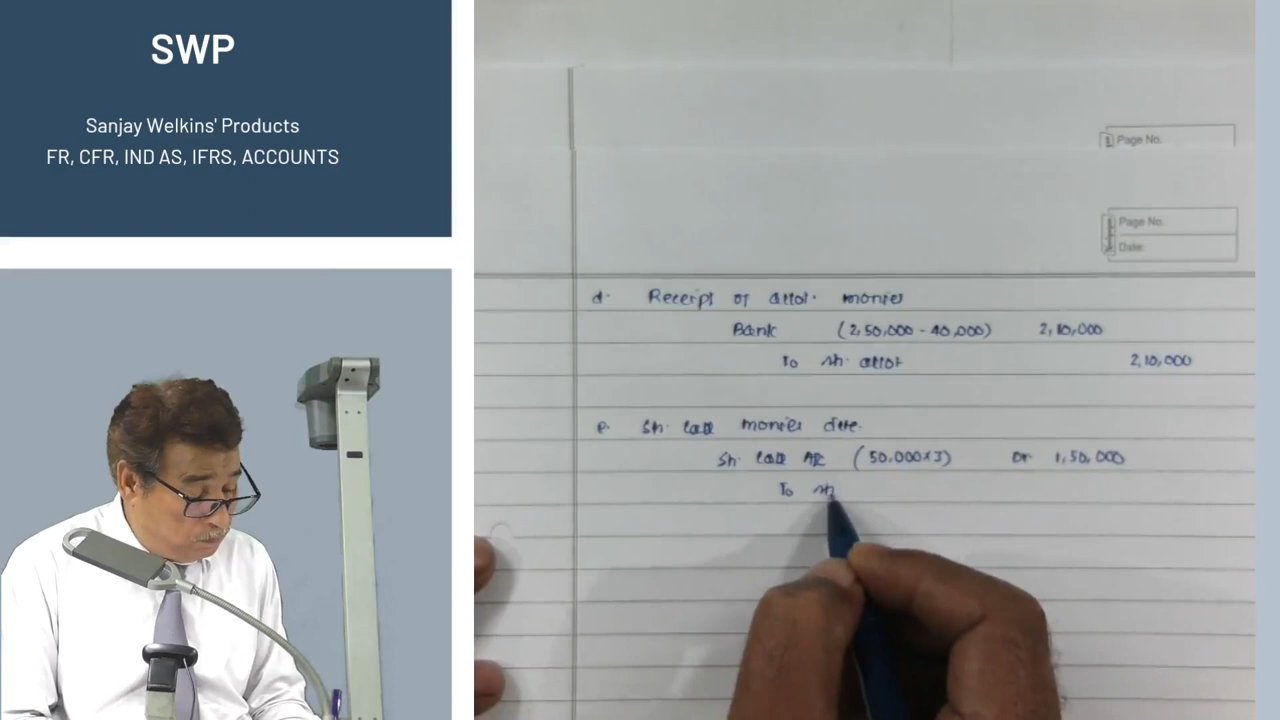 SWP
Sanjay Welkins' Products
FR, CFR, IND AS, IFRS, ACCOUNTS
Page No.
Page No.
Date:
d. Receipt of allot. monies
Bank (2,50,000 - 40,000) 2,10,000
To sh. allot 2,10,000
e. Sh. call monies due.
Sh. call A/c (50,000 x 3) Dr 1,50,000
To sh